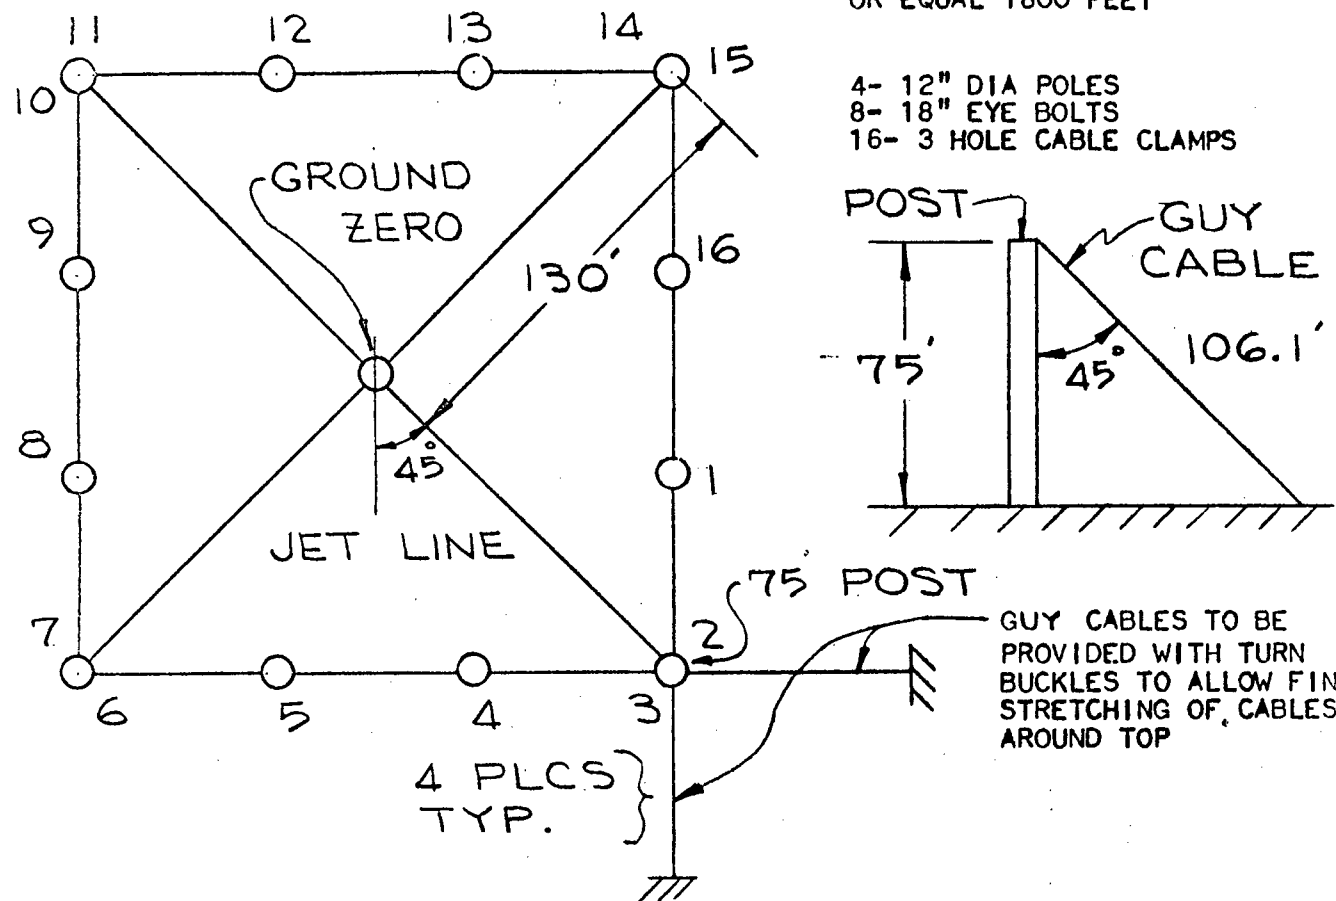 OR EQUAL 1800 FEET
11
12
13
14
15
10
4- 12" DIA POLES
8- 18" EYE BOLTS
16- 3 HOLE CABLE CLAMPS
GROUND
ZERO
130'
9
16
POST
GUY
CABLE
75'
45°
106.1'
8
1
45°
JET LINE
7
2
75' POST
6
5
4
3
GUY CABLES TO BE
PROVIDED WITH TURN
BUCKLES TO ALLOW FIN
STRETCHING OF CABLES
AROUND TOP
4 PLCS
TYP.